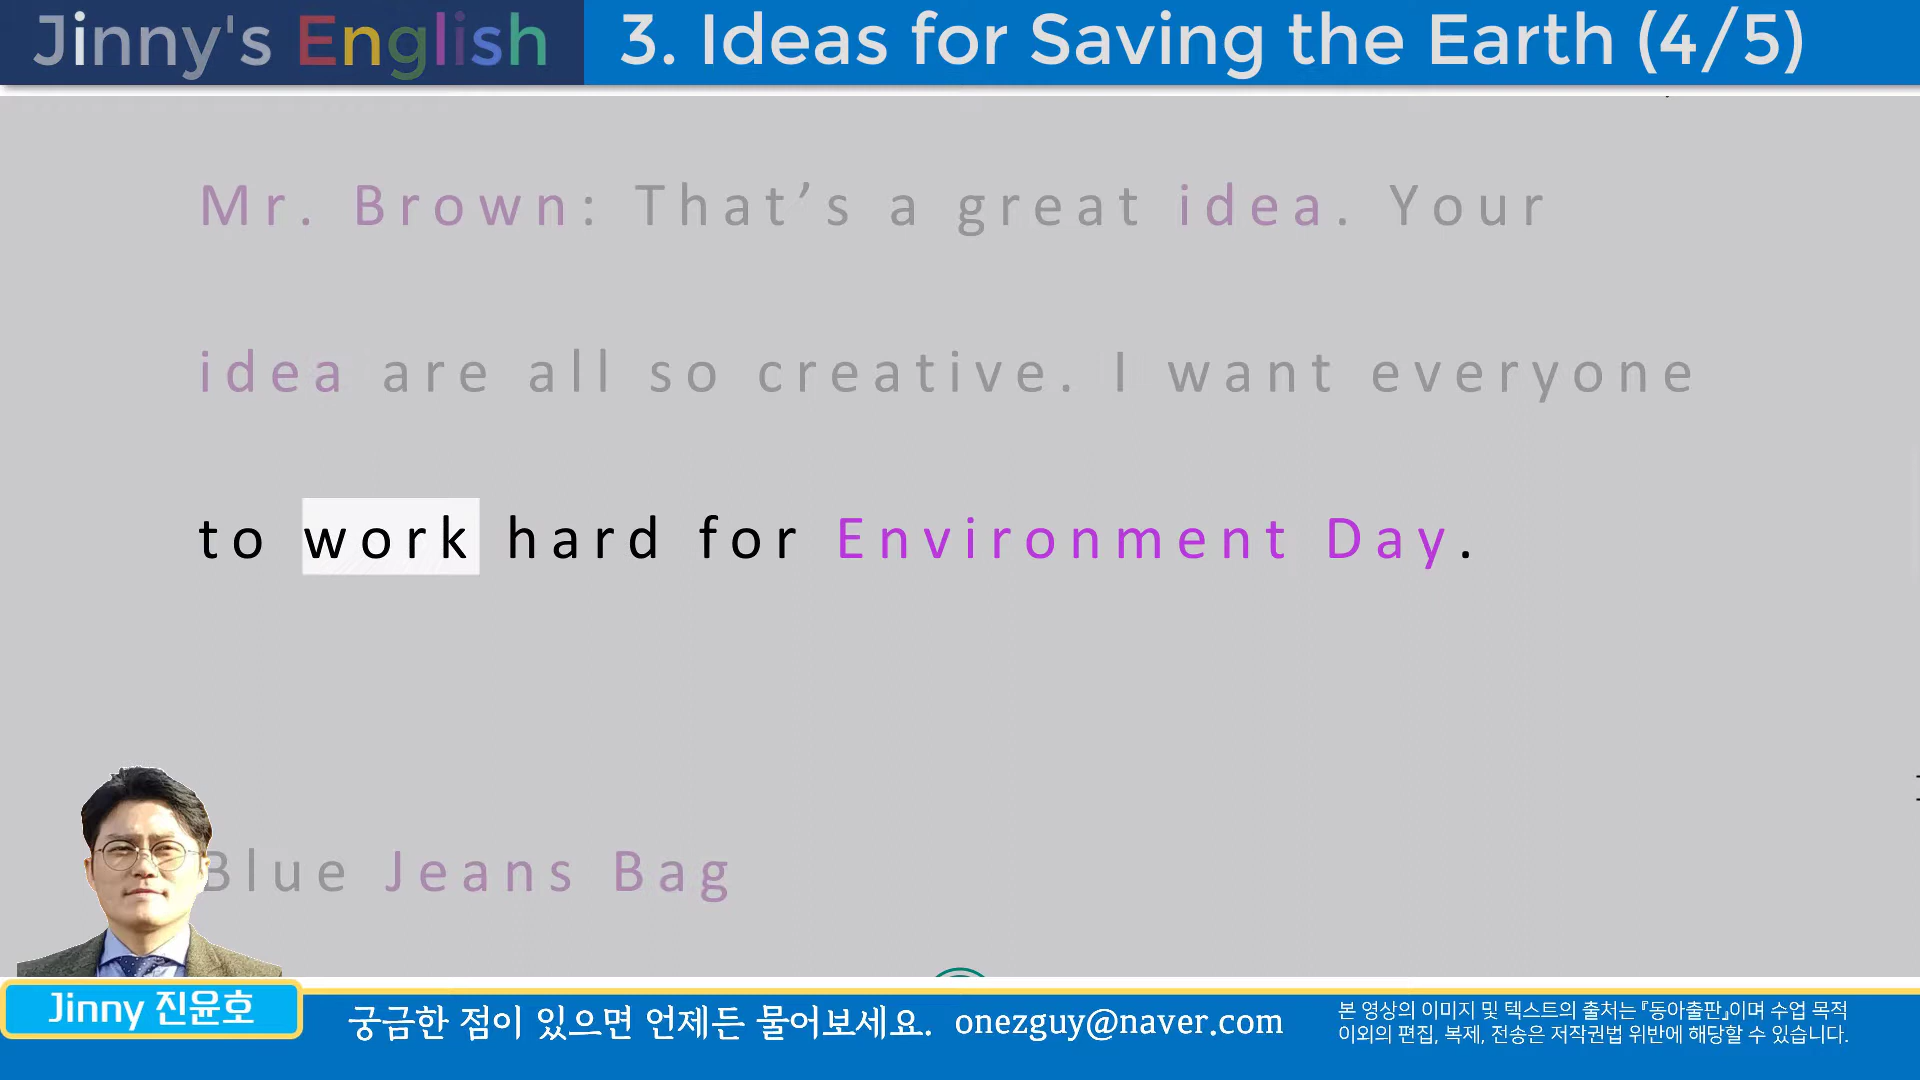 Jinny's English
3. Ideas for Saving the Earth (4/5)
Mr. Brown: That’s a great idea. Your
idea are all so creative. I want everyone
to work hard for Environment Day.
Blue Jeans Bag
Jinny 진윤호
궁금한 점이 있으면 언제든 물어보세요. onezguy@naver.com
본 영상의 이미지 및 텍스트의 출처는 『동아출판』이며 수업 목적
이외의 편집, 복제, 전송은 저작권법 위반에 해당할 수 있습니다.